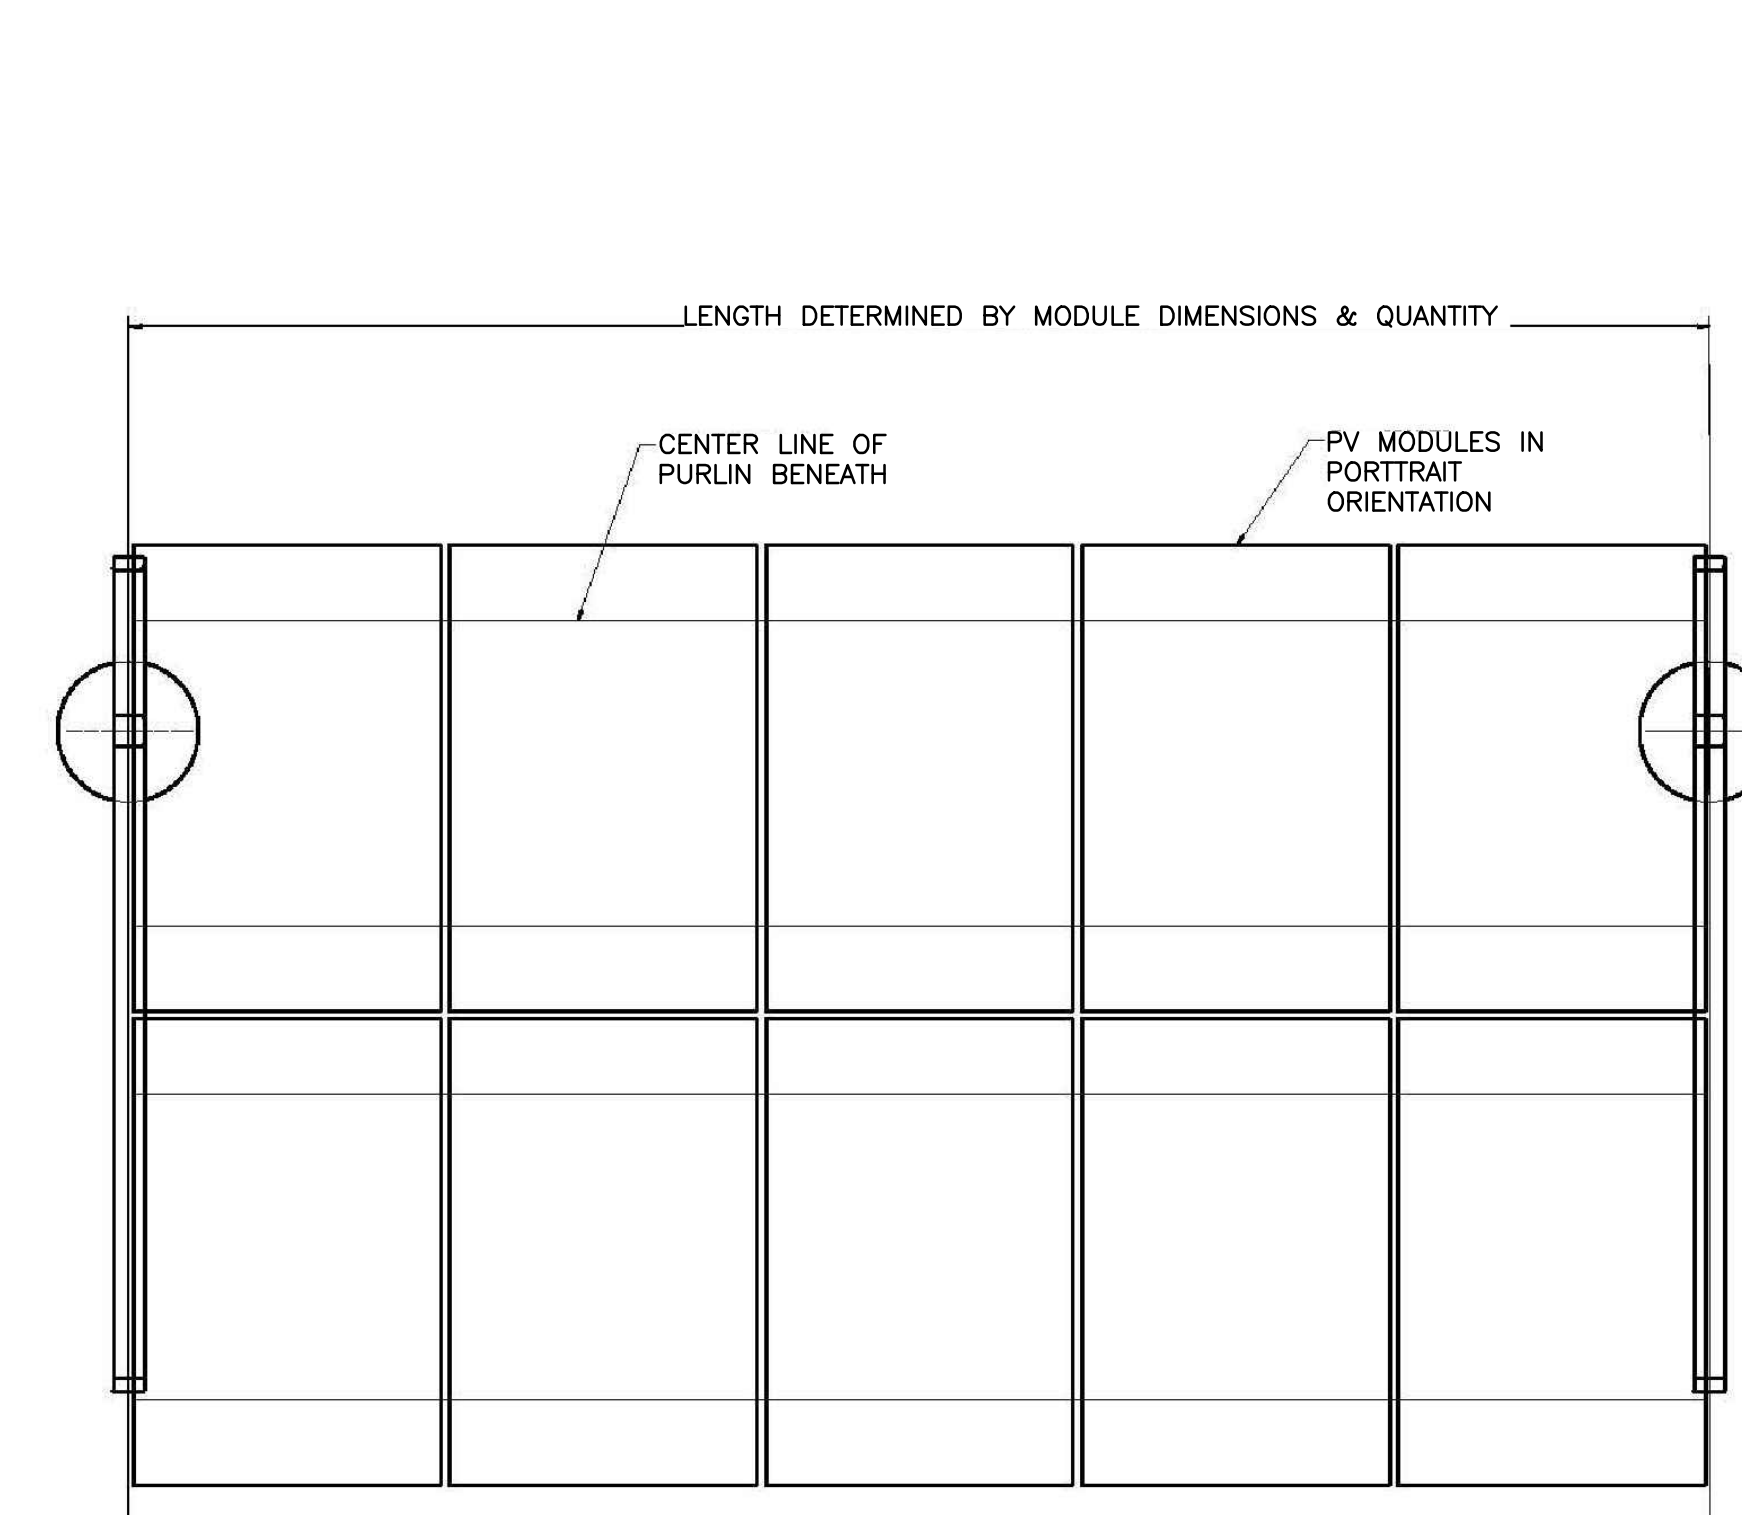 LENGTH DETERMINED BY MODULE DIMENSIONS & QUANTITY
CENTER LINE OF
PURLIN BENEATH
PV MODULES IN
PORTTRAIT
ORIENTATION